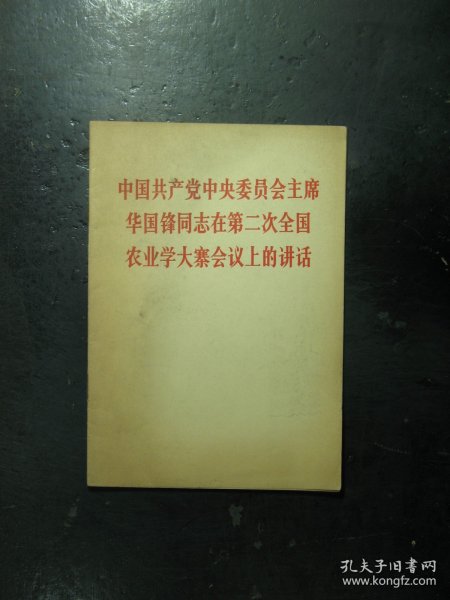 中国共产党中央委员会主席
华国锋同志在第二次全国
农业学大寨会议上的讲话
孔夫子旧书网
www.kongfz.com